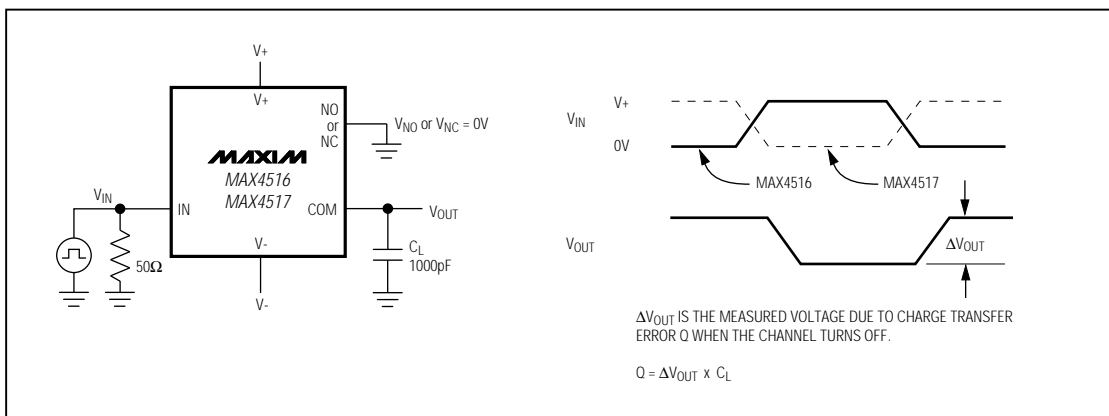 V+
V+
NO
or
NC
VNO or VNC = 0V
MAXIM
MAX4516
MAX4517
VIN
IN
COM
VOUT
V-
CL
1000pF
50Ω
V-
V+
VIN
0V
MAX4516
MAX4517
VOUT
ΔVOUT
ΔVOUT IS THE MEASURED VOLTAGE DUE TO CHARGE TRANSFER
ERROR Q WHEN THE CHANNEL TURNS OFF.
Q = ΔVOUT x CL